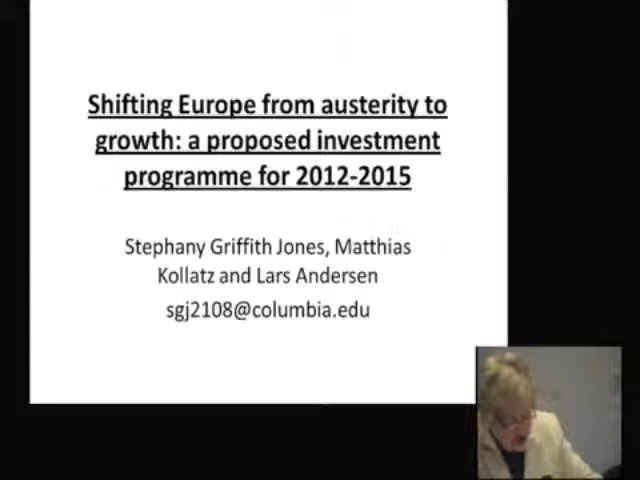 Shifting Europe from austerity to
growth: a proposed investment
programme for 2012-2015
Stephany Griffith Jones, Matthias
Kollatz and Lars Andersen
sgj2108@columbia.edu